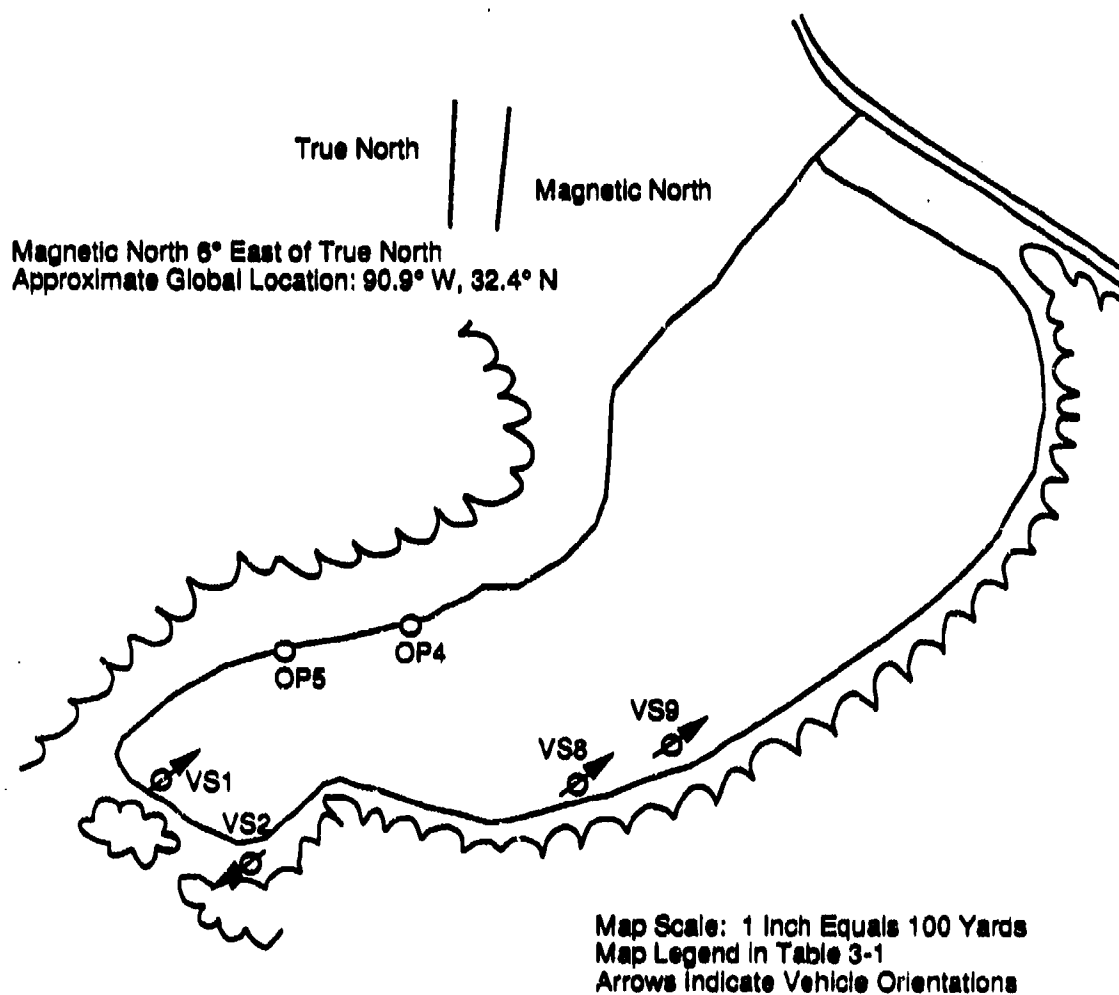 True North
Magnetic North
Magnetic North 6° East of True North
Approximate Global Location: 90.9° W, 32.4° N
OP4
OP5
VS9
VS8
VS1
VS2
Map Scale: 1 Inch Equals 100 Yards
Map Legend in Table 3-1
Arrows Indicate Vehicle Orientations